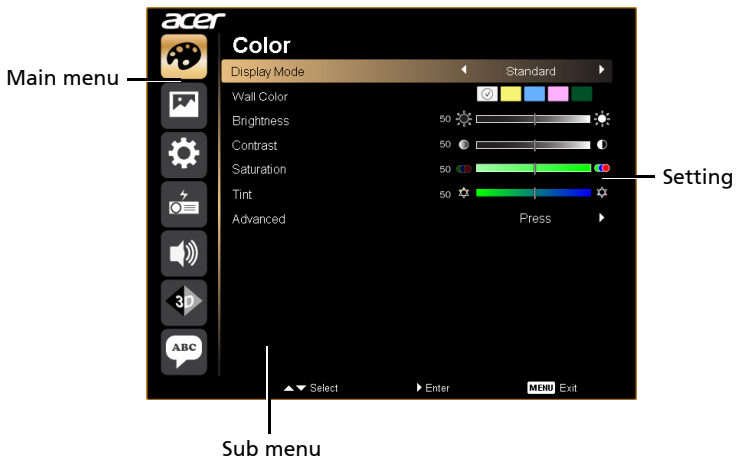 acer
Color
Display Mode Standard
Wall Color
Brightness 50
Contrast 50
Saturation 50
Tint 50
Advanced Press
3D
ABC
Select Enter MENU Exit
Main menu
Setting
Sub menu